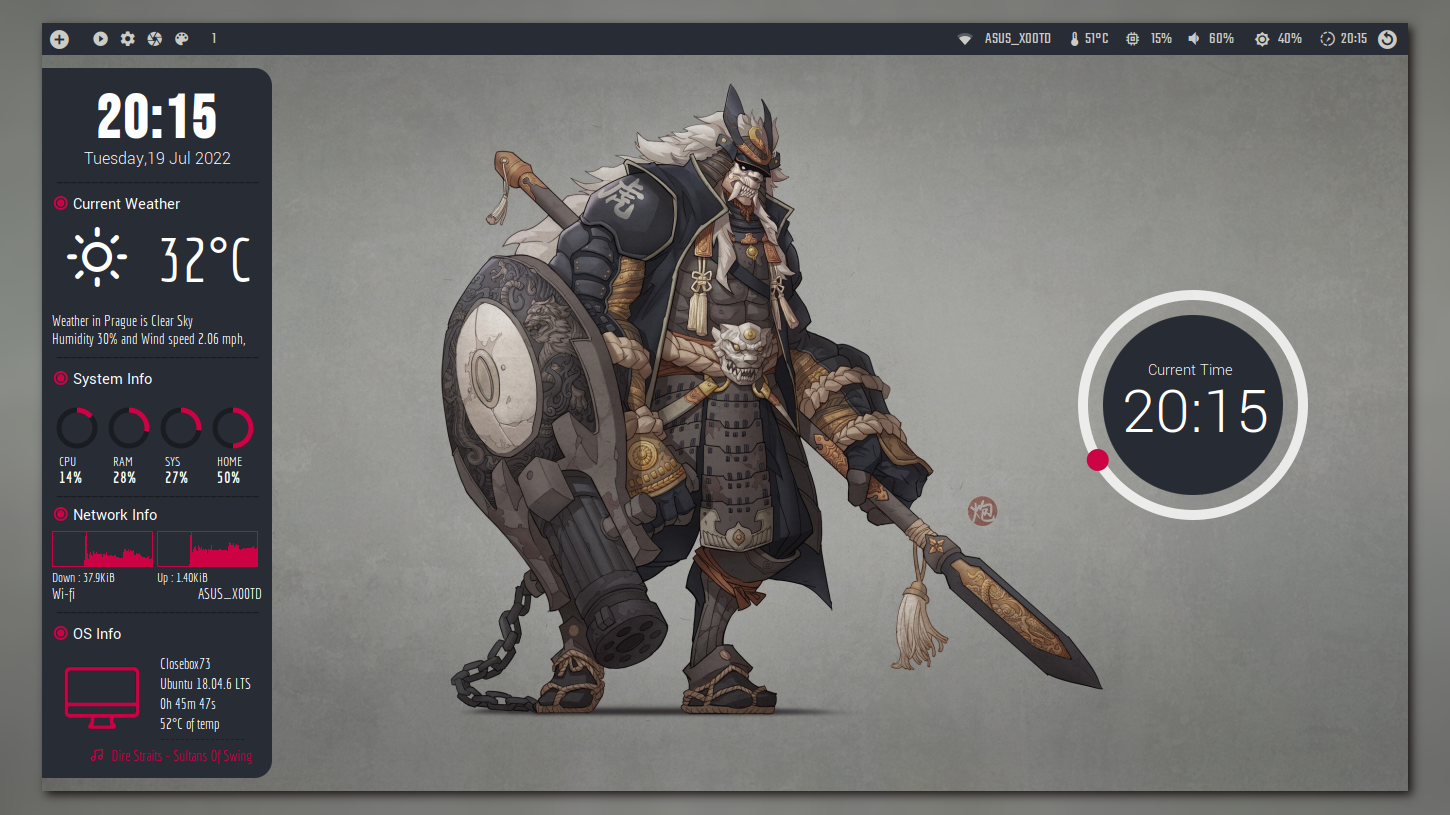 1
ASUS_X00TD
51°C
15%
60%
40%
20:15
20:15
Tuesday,19 Jul 2022
Current Weather
32°C
Weather in Prague is Clear Sky
Humidity 30% and Wind speed 2.06 mph,
System Info
CPU RAM SYS HOME
14% 28% 27% 50%
Network Info
Down : 37.9KiB Up : 1.40KiB
Wi-fi ASUS_X00TD
OS Info
Closebox73
Ubuntu 18.04.6 LTS
0h 45m 47s
52°C of temp
Dire Straits - Sultans Of Swing
虎
Current Time
20:15
炮